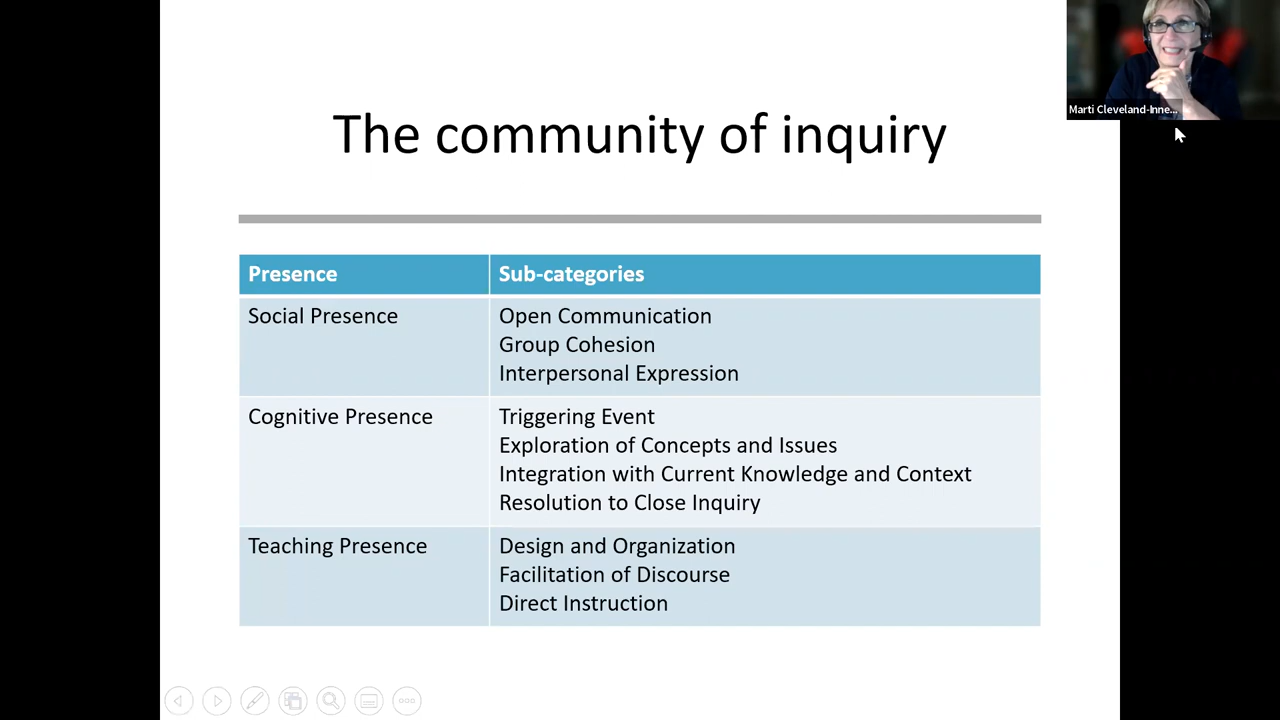 Marti Cleveland-Inne...
The community of inquiry
Presence
Sub-categories
Social Presence
Open Communication
Group Cohesion
Interpersonal Expression
Cognitive Presence
Triggering Event
Exploration of Concepts and Issues
Integration with Current Knowledge and Context
Resolution to Close Inquiry
Teaching Presence
Design and Organization
Facilitation of Discourse
Direct Instruction